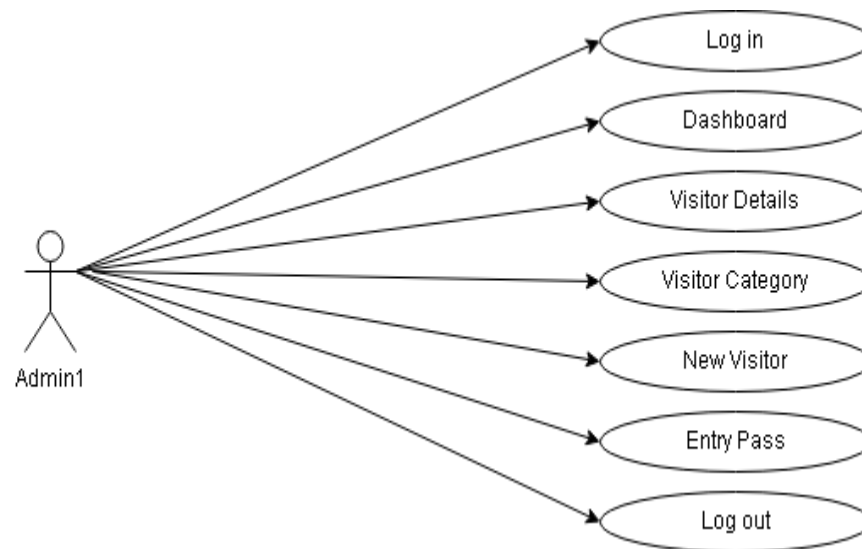 Log in
Dashboard
Visitor Details
Visitor Category
New Visitor
Entry Pass
Log out
Admin1